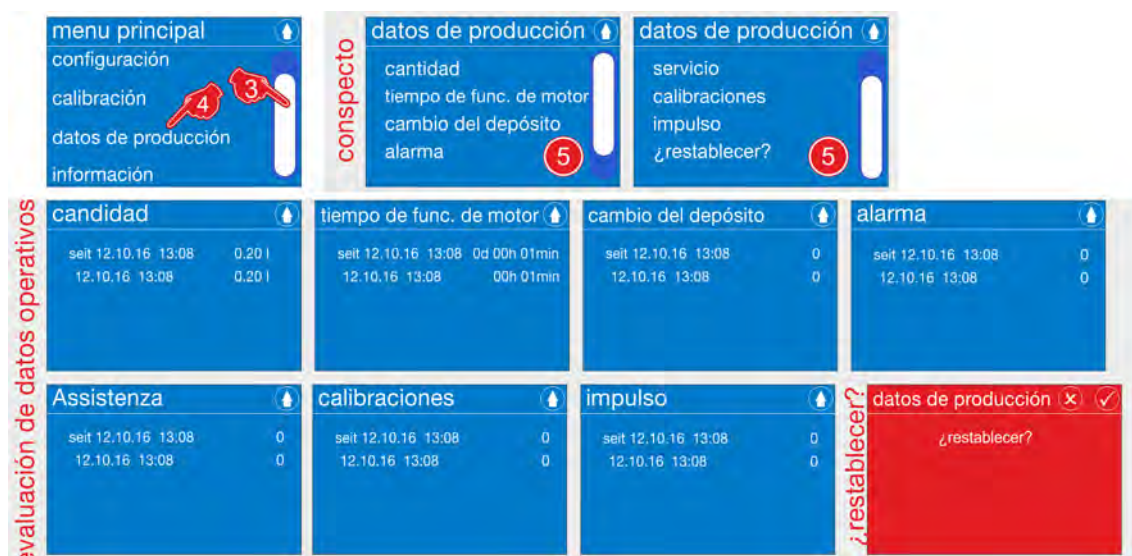 menu principal
configuración
calibración
3
4
datos de producción
información
conspecto
datos de producción
cantidad
tiempo de func. de motor
cambio del depósito
alarma
5
datos de producción
servicio
calibraciones
impulso
¿restablecer?
5
evaluación de datos operativos
candidad
seit 12.10.16 13:08 0.20 l
12.10.16 13:08 0.20 l
tiempo de func. de motor
seit 12.10.16 13:08 0d 00h 01min
12.10.16 13:08 00h 01min
cambio del depósito
seit 12.10.16 13:08 0
12.10.16 13:08 0
alarma
seit 12.10.16 13:08 0
12.10.16 13:08 0
Assistenza
seit 12.10.16 13:08 0
12.10.16 13:08 0
calibraciones
seit 12.10.16 13:08 0
12.10.16 13:08 0
impulso
seit 12.10.16 13:08 0
12.10.16 13:08 0
¿restablecer?
datos de producción
¿restablecer?